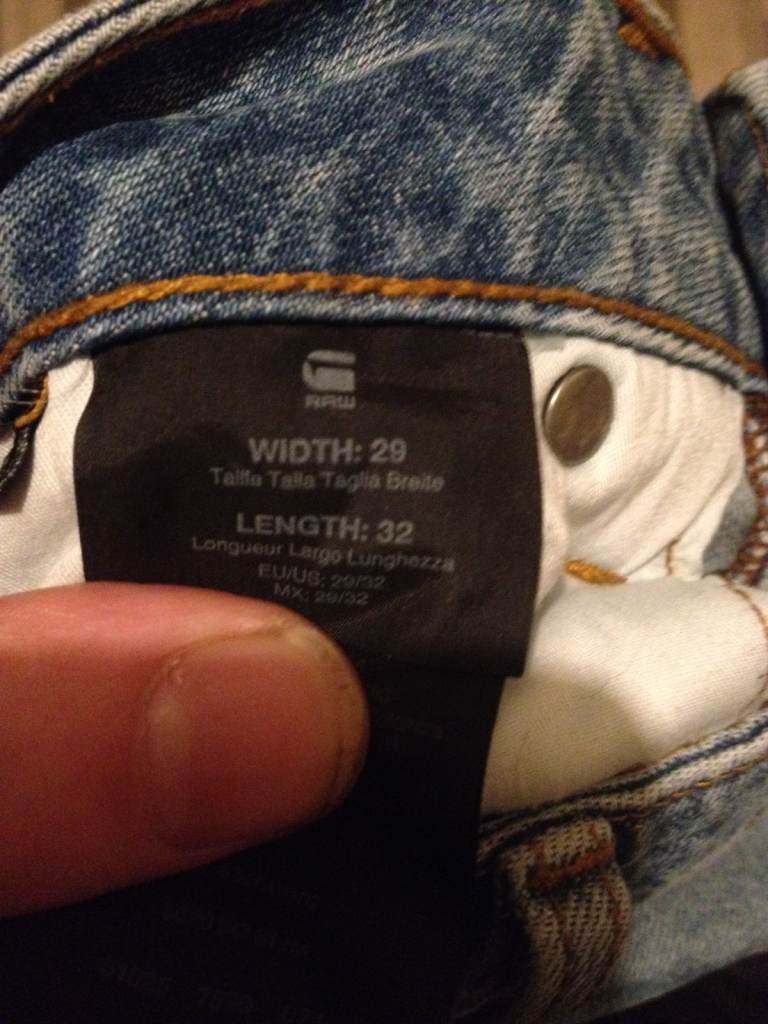 RAW
WIDTH: 29
Taille Talla Taglia Breite
LENGTH: 32
Longueur Largo Lunghezza
EU/US: 29/32
MX: 29/32